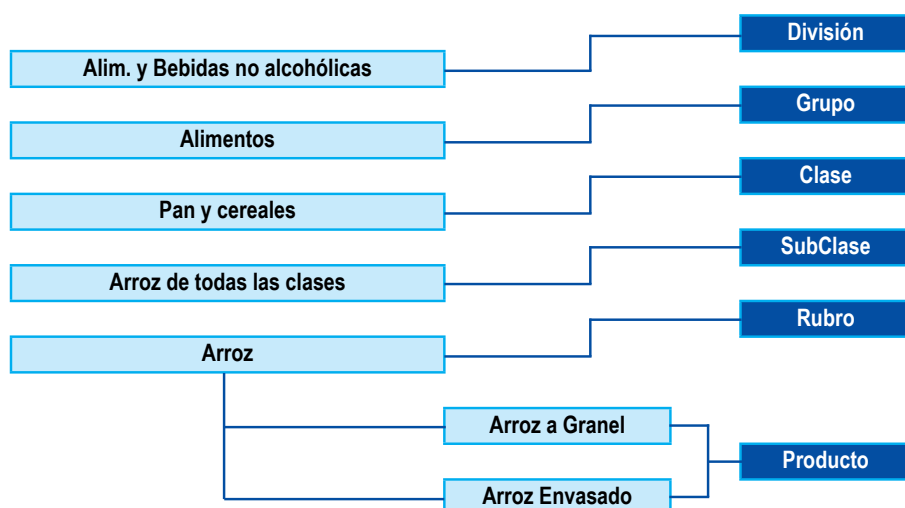 División
Alim. y Bebidas no alcohólicas
Grupo
Alimentos
Clase
Pan y cereales
SubClase
Arroz de todas las clases
Rubro
Arroz
Arroz a Granel
Producto
Arroz Envasado